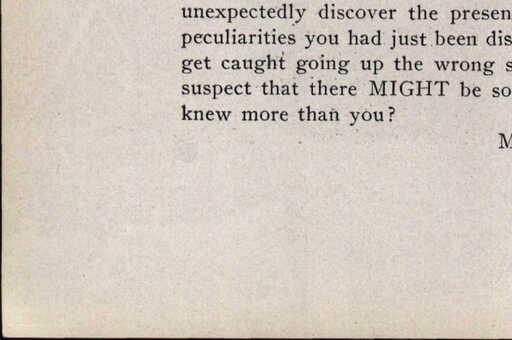 unexpectedly discover the presen
peculiarities you had just been dis
get caught going up the wrong s
suspect that there MIGHT be so
knew more than you?
M